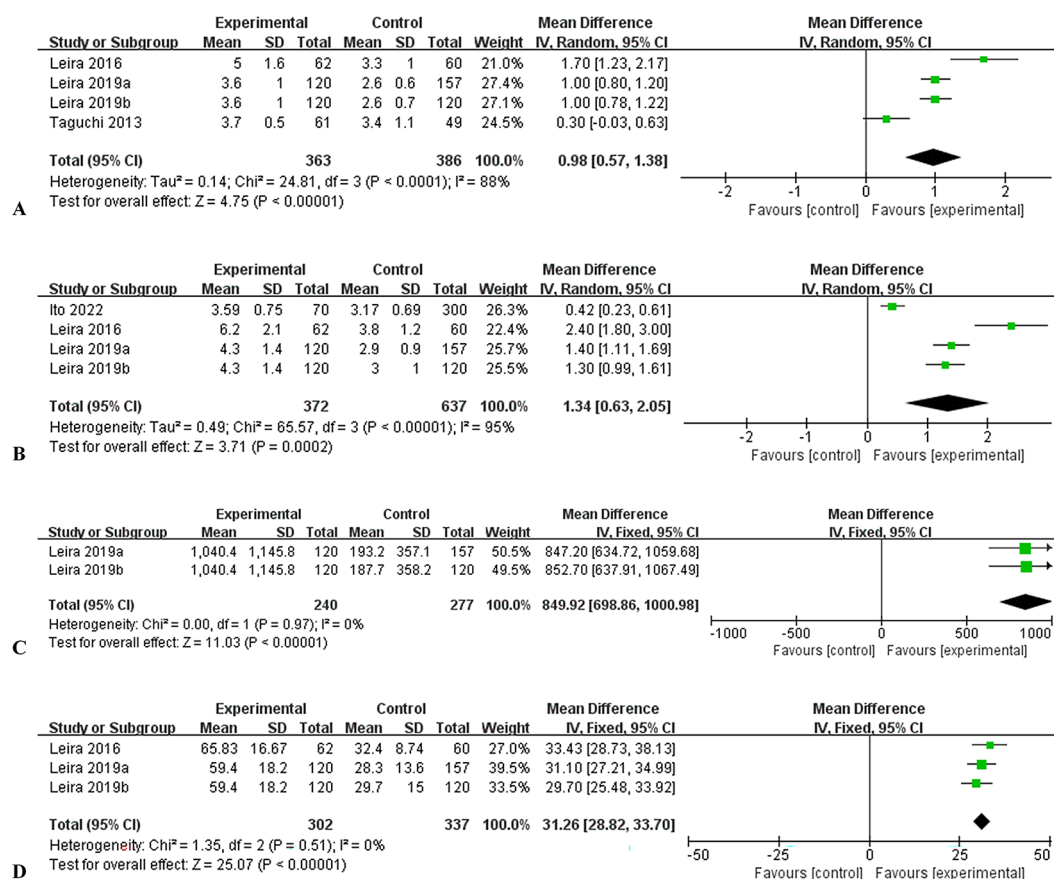 Experimental Control Mean Difference Mean Difference
Study or Subgroup Mean SD Total Mean SD Total Weight IV, Random, 95% CI IV, Random, 95% CI
Leira 2016 5 1.6 62 3.3 1 60 21.0% 1.70 [1.23, 2.17]
Leira 2019a 3.6 1 120 2.6 0.6 157 27.4% 1.00 [0.80, 1.20]
Leira 2019b 3.6 1 120 2.6 0.7 120 27.1% 1.00 [0.78, 1.22]
Taguchi 2013 3.7 0.5 61 3.4 1.1 49 24.5% 0.30 [-0.03, 0.63]
Total (95% CI) 363 386 100.0% 0.98 [0.57, 1.38]
Heterogeneity: Tau² = 0.14; Chi² = 24.81, df = 3 (P < 0.0001); I² = 88%
Test for overall effect: Z = 4.75 (P < 0.00001)
-2 -1 0 1 2
Favours [control] Favours [experimental]
A
Experimental Control Mean Difference Mean Difference
Study or Subgroup Mean SD Total Mean SD Total Weight IV, Random, 95% CI IV, Random, 95% CI
Ito 2022 3.59 0.75 70 3.17 0.69 300 26.3% 0.42 [0.23, 0.61]
Leira 2016 6.2 2.1 62 3.8 1.2 60 22.4% 2.40 [1.80, 3.00]
Leira 2019a 4.3 1.4 120 2.9 0.9 157 25.7% 1.40 [1.11, 1.69]
Leira 2019b 4.3 1.4 120 3 1 120 25.5% 1.30 [0.99, 1.61]
Total (95% CI) 372 637 100.0% 1.34 [0.63, 2.05]
Heterogeneity: Tau² = 0.49; Chi² = 65.57, df = 3 (P < 0.00001); I² = 95%
Test for overall effect: Z = 3.71 (P = 0.0002)
-2 -1 0 1 2
Favours [control] Favours [experimental]
B
Experimental Control Mean Difference Mean Difference
Study or Subgroup Mean SD Total Mean SD Total Weight IV, Fixed, 95% CI IV, Fixed, 95% CI
Leira 2019a 1,040.4 1,145.8 120 193.2 357.1 157 50.5% 847.20 [634.72, 1059.68]
Leira 2019b 1,040.4 1,145.8 120 187.7 358.2 120 49.5% 852.70 [637.91, 1067.49]
Total (95% CI) 240 277 100.0% 849.92 [698.86, 1000.98]
Heterogeneity: Chi² = 0.00, df = 1 (P = 0.97); I² = 0%
Test for overall effect: Z = 11.03 (P < 0.00001)
-1000 -500 0 500 1000
Favours [control] Favours [experimental]
C
Experimental Control Mean Difference Mean Difference
Study or Subgroup Mean SD Total Mean SD Total Weight IV, Fixed, 95% CI IV, Fixed, 95% CI
Leira 2016 65.83 16.67 62 32.4 8.74 60 27.0% 33.43 [28.73, 38.13]
Leira 2019a 59.4 18.2 120 28.3 13.6 157 39.5% 31.10 [27.21, 34.99]
Leira 2019b 59.4 18.2 120 29.7 15 120 33.5% 29.70 [25.48, 33.92]
Total (95% CI) 302 337 100.0% 31.26 [28.82, 33.70]
Heterogeneity: Chi² = 1.35, df = 2 (P = 0.51); I² = 0%
Test for overall effect: Z = 25.07 (P < 0.00001)
-50 -25 0 25 50
Favours [control] Favours [experimental]
D